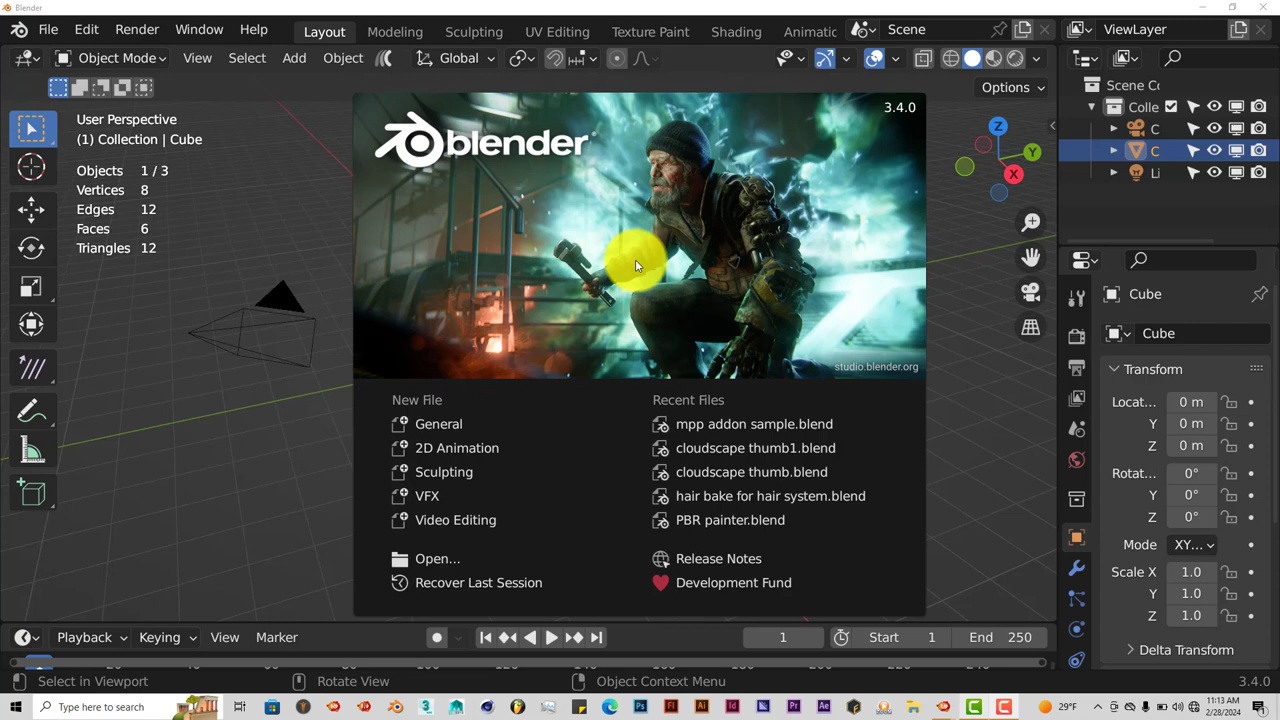 Blender
File Edit Render Window Help Layout Modeling Sculpting UV Editing Texture Paint Shading Animatic Scene ViewLayer
Object Mode View Select Add Object Global
Options
User Perspective
(1) Collection | Cube
Objects 1 / 3
Vertices 8
Edges 12
Faces 6
Triangles 12
Z
Y
X
blender
3.4.0
studio.blender.org
New File
General
2D Animation
Sculpting
VFX
Video Editing
Open...
Recover Last Session
Recent Files
mpp addon sample.blend
cloudscape thumb1.blend
cloudscape thumb.blend
hair bake for hair system.blend
PBR painter.blend
Release Notes
Development Fund
Scene Cc
Colle
C
C
Li
Cube
Cube
Transform
Locat... 0 m
Y 0 m
Z 0 m
Rotat... 0°
Y 0°
Z 0°
Mode XY...
Scale X 1.0
Y 1.0
Z 1.0
Delta Transform
Playback Keying View Marker 1 Start 1 End 250
Select in Viewport Rotate View Object Context Menu 3.4.0
Type here to search
29°F
11:13 AM
2/28/2024